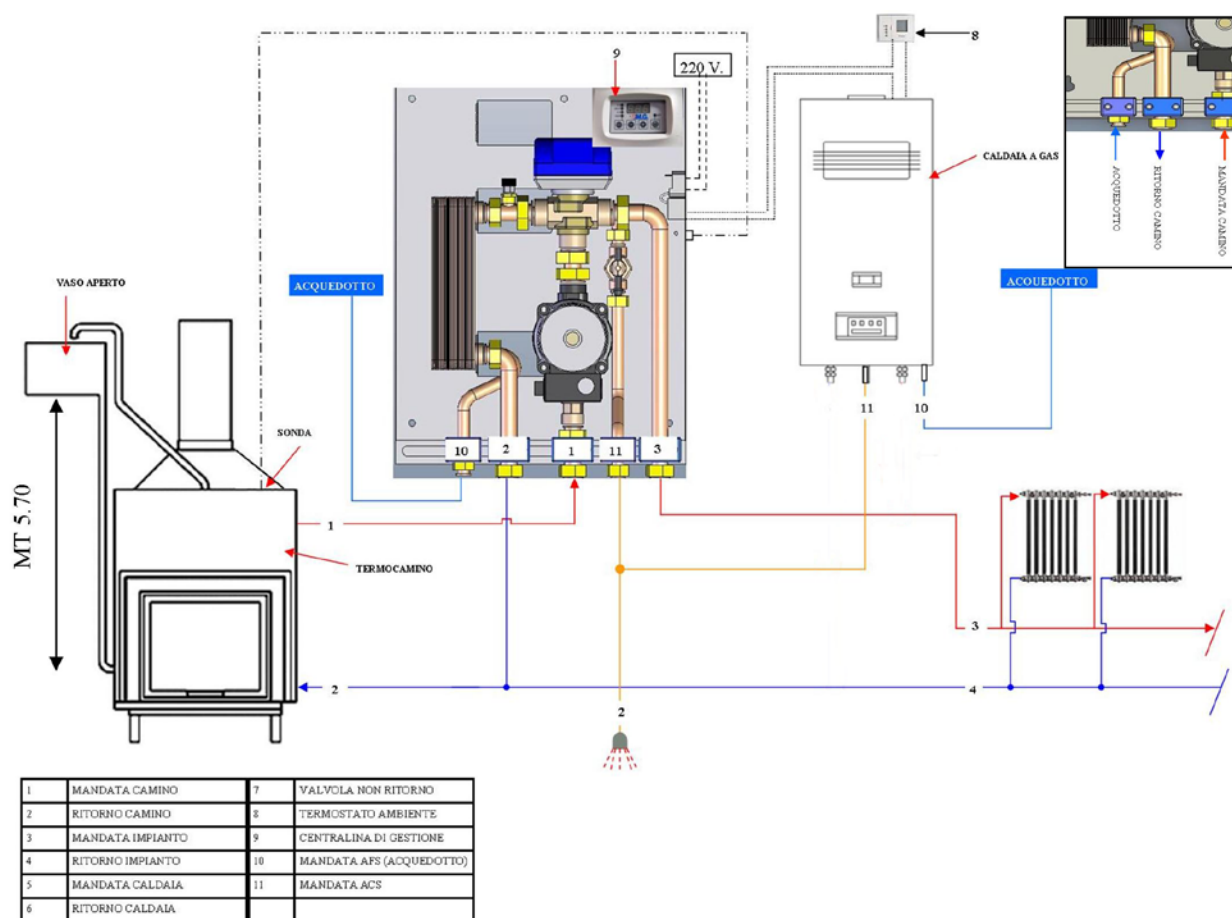 8
9
220 V.
CALDAIA A GAS
ACQUEDOTTO
RITORNO CAMINO
MANDATA CAMINO
VASO APERTO
ACQUEDOTTO
ACQUEDOTTO
SONDA
11
10
10
2
1
11
3
MT 5.70
1
TERMOCAMINO
3
2
4
2
1 MANDATA CAMINO 7 VALVOLA NON RITORNO
2 RITORNO CAMINO 8 TERMOSTATO AMBIENTE
3 MANDATA IMPIANTO 9 CENTRALINA DI GESTIONE
4 RITORNO IMPIANTO 10 MANDATA AFS (ACQUEDOTTO)
5 MANDATA CALDAIA 11 MANDATA ACS
6 RITORNO CALDAIA